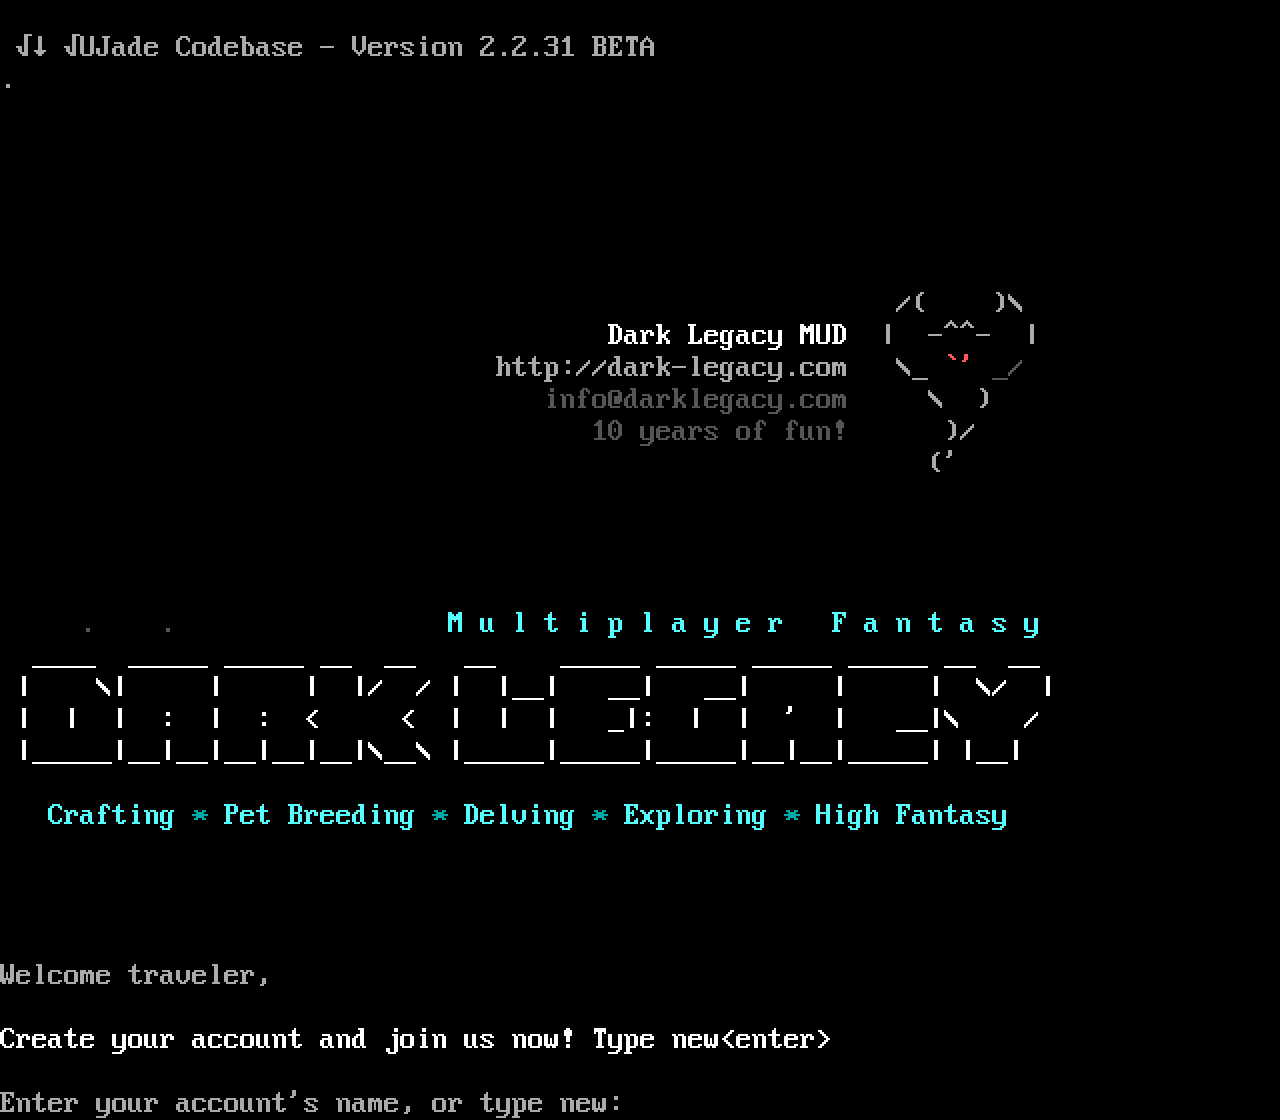 √↓ √UJade Codebase - Version 2.2.31 BETA
.
Dark Legacy MUD
http://dark-legacy.com
info@darklegacy.com
10 years of fun!
Multiplayer Fantasy
DARK LEGACY
Crafting * Pet Breeding * Delving * Exploring * High Fantasy
Welcome traveler,
Create your account and join us now! Type new<enter>
Enter your account's name, or type new: